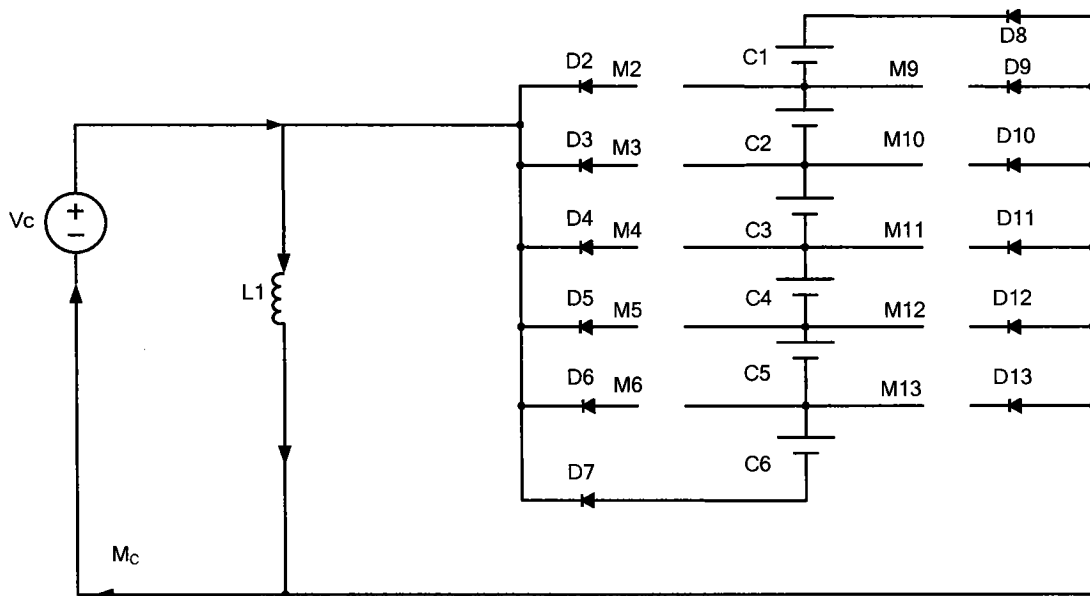 D8
C1
D2 M2 M9 D9
D3 M3 C2 M10 D10
Vc + −
D4 M4 C3 M11 D11
L1
D5 M5 C4 M12 D12
D6 M6 C5 M13 D13
D7 C6
Mc